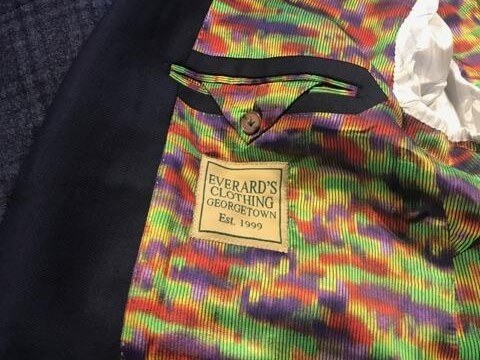 EVERARD'S
CLOTHING
GEORGETOWN
Est. 1999